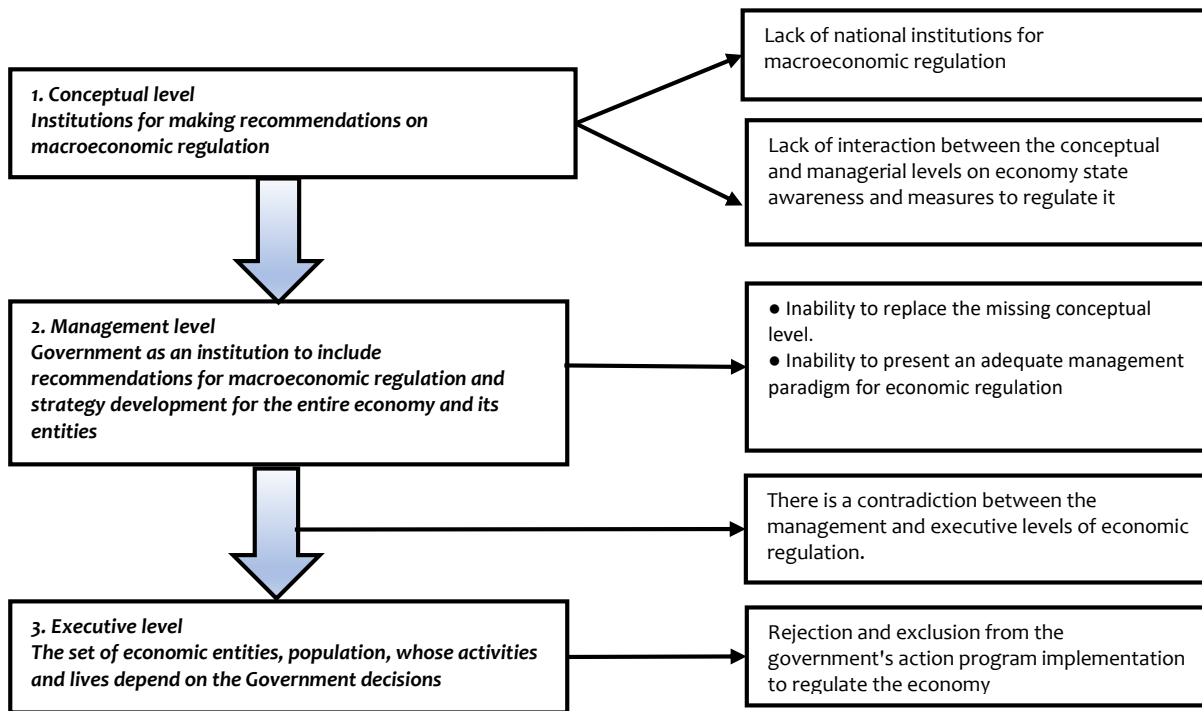 1. Conceptual level
Institutions for making recommendations on
macroeconomic regulation
Lack of national institutions for
macroeconomic regulation
Lack of interaction between the conceptual
and managerial levels on economy state
awareness and measures to regulate it
2. Management level
Government as an institution to include
recommendations for macroeconomic regulation and
strategy development for the entire economy and its
entities
● Inability to replace the missing conceptual
level.
● Inability to present an adequate management
paradigm for economic regulation
There is a contradiction between the
management and executive levels of economic
regulation.
3. Executive level
The set of economic entities, population, whose activities
and lives depend on the Government decisions
Rejection and exclusion from the
government's action program implementation
to regulate the economy